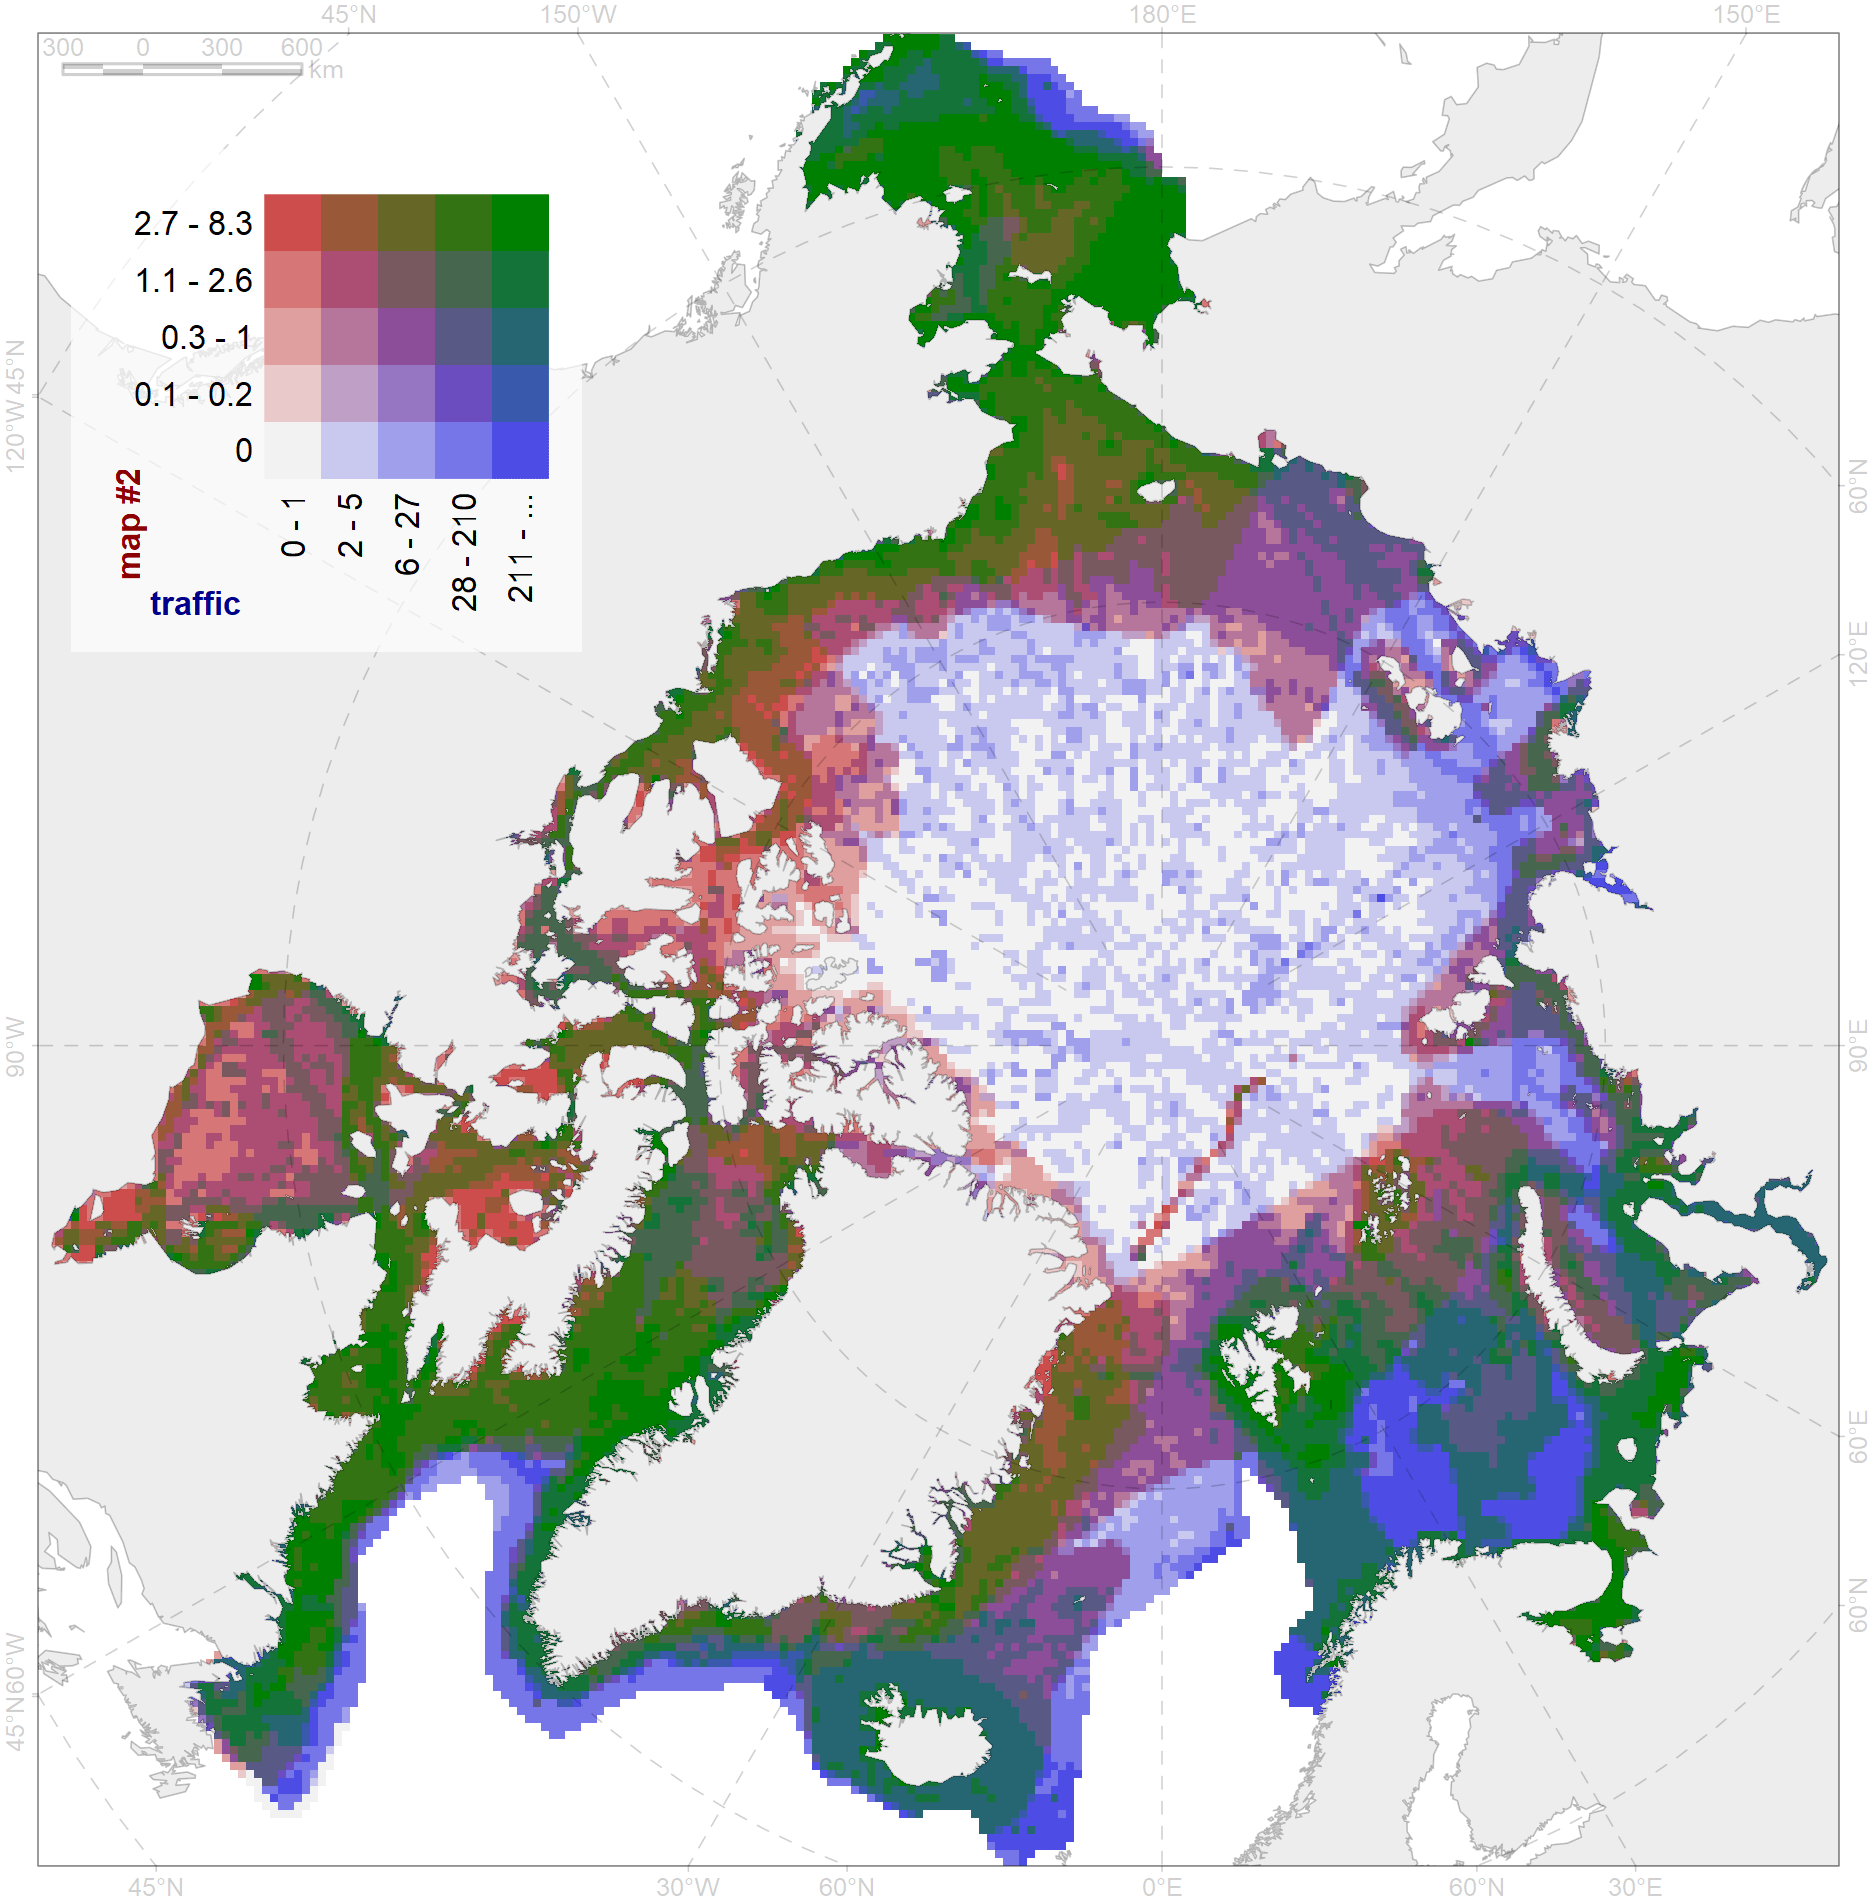 45°N 150°W 180°E 150°E
300 0 300 600 km
2.7 - 8.3
1.1 - 2.6
0.3 - 1
0.1 - 0.2
0
map #2
0 - 1
2 - 5
6 - 27
28 - 210
211 - ...
traffic
45°N
120°W
90°W
60°W
45°N
60°N
120°E
90°E
60°E
60°N
45°N 30°W 60°N 0°E 60°N 30°E